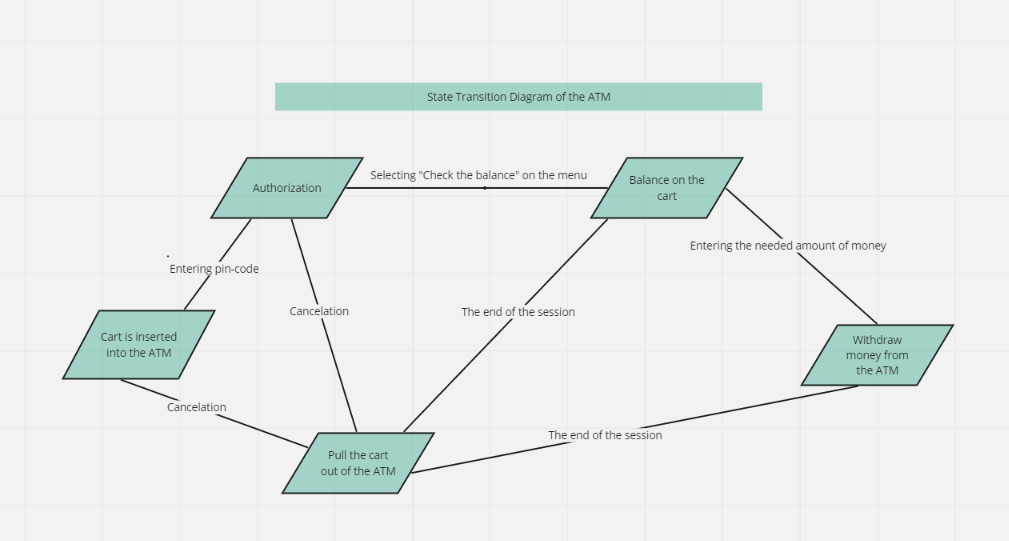 State Transition Diagram of the ATM
Authorization
Selecting "Check the balance" on the menu
Balance on the
cart
Entering the needed amount of money
Entering pin-code
Cancelation
The end of the session
Cart is inserted
into the ATM
Withdraw
money from
the ATM
Cancelation
The end of the session
Pull the cart
out of the ATM